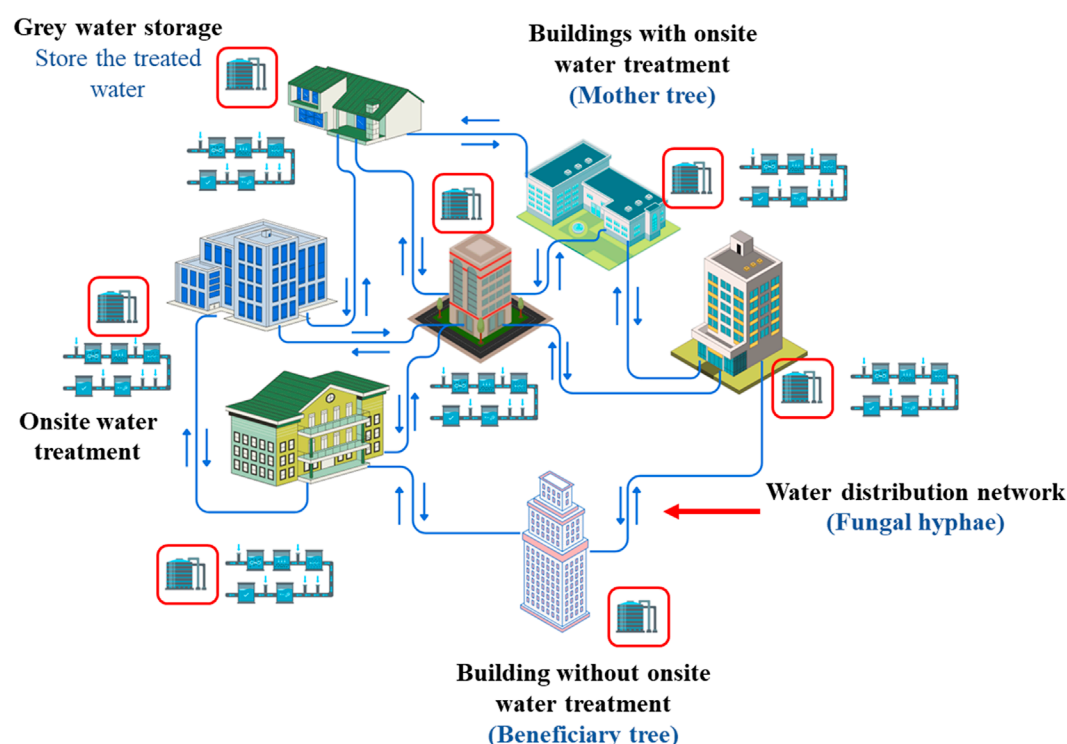 Grey water storage
Store the treated
water
Buildings with onsite
water treatment
(Mother tree)
Onsite water
treatment
Water distribution network
(Fungal hyphae)
Building without onsite
water treatment
(Beneficiary tree)